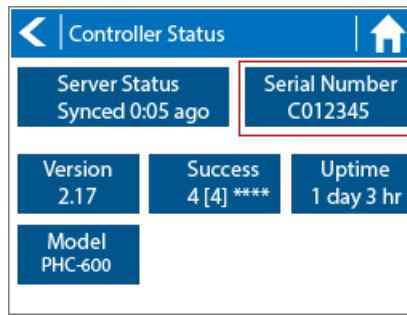 Controller Status
Server Status
Synced 0:05 ago
Serial Number
C012345
Version
2.17
Success
4 [4] ****
Uptime
1 day 3 hr
Model
PHC-600